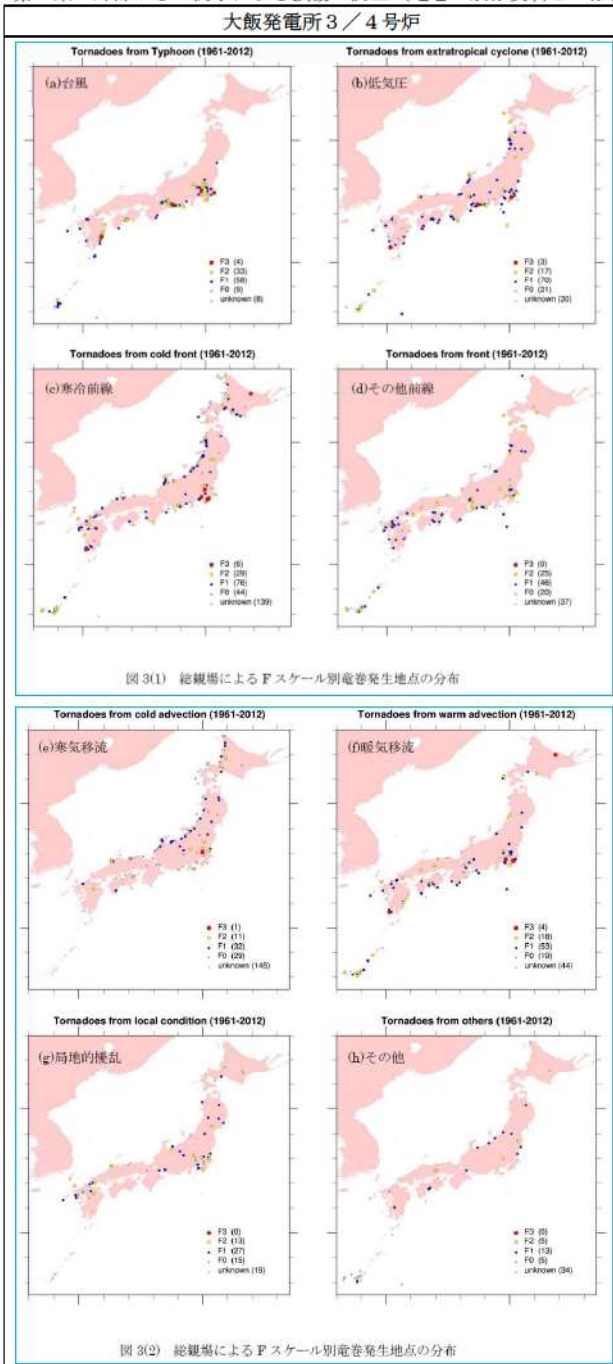 大飯発電所3/4号炉
Tornadoes from Typhoon (1961-2012)
(a)台風
F3 (4)
F2 (33)
F1 (58)
F0 (9)
unknown (8)
Tornadoes from extratropical cyclone (1961-2012)
(b)低気圧
F3 (3)
F2 (17)
F1 (70)
F0 (21)
unknown (30)
Tornadoes from cold front (1961-2012)
(c)寒冷前線
F3 (6)
F2 (29)
F1 (76)
F0 (44)
unknown (139)
Tornadoes from front (1961-2012)
(d)その他前線
F3 (0)
F2 (25)
F1 (46)
F0 (20)
unknown (37)
図 3(1) 総観場による F スケール別竜巻発生地点の分布
Tornadoes from cold advection (1961-2012)
(e)寒気移流
F3 (1)
F2 (11)
F1 (32)
F0 (29)
unknown (145)
Tornadoes from warm advection (1961-2012)
(f)暖気移流
F3 (4)
F2 (18)
F1 (53)
F0 (19)
unknown (44)
Tornadoes from local condition (1961-2012)
(g)局地的擾乱
F3 (0)
F2 (13)
F1 (27)
F0 (15)
unknown (19)
Tornadoes from others (1961-2012)
(h)その他
F3 (0)
F2 (5)
F1 (13)
F0 (5)
unknown (34)
図 3(2) 総観場による F スケール別竜巻発生地点の分布